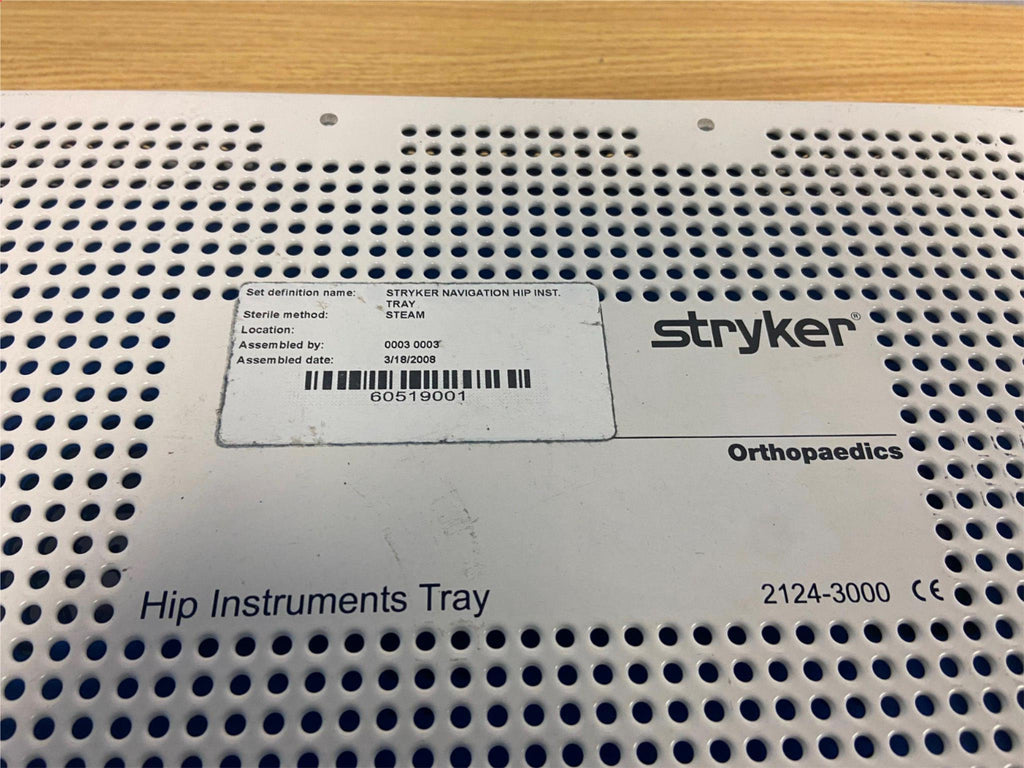 Set definition name: STRYKER NAVIGATION HIP INST.
TRAY
Sterile method: STEAM
Location:
Assembled by: 0003 0003
Assembled date: 3/18/2008
60519001
stryker®
Orthopaedics
Hip Instruments Tray
2124-3000 CE